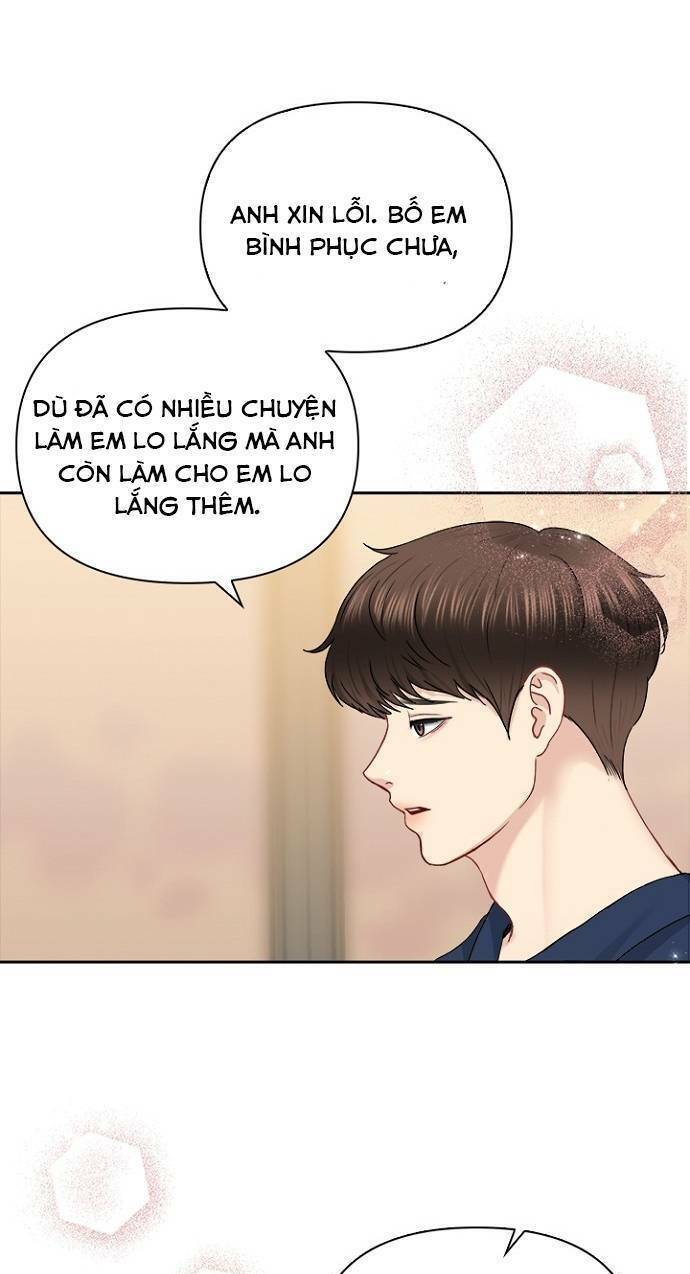 ANH XIN LỖI. BỐ EM
BÌNH PHỤC CHƯA,
DÙ ĐÃ CÓ NHIỀU CHUYỆN
LÀM EM LO LẮNG MÀ ANH
CÒN LÀM CHO EM LO
LẮNG THÊM.